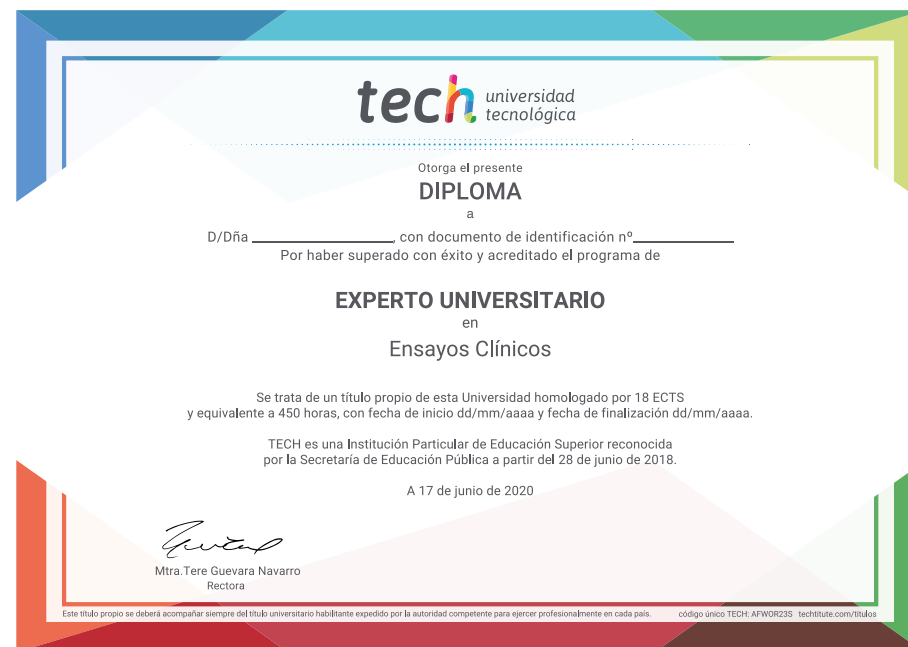 tech universidad
tecnológica
Otorga el presente
DIPLOMA
a
D/Dña ____________________, con documento de identificación nº______________
Por haber superado con éxito y acreditado el programa de
EXPERTO UNIVERSITARIO
en
Ensayos Clínicos
Se trata de un título propio de esta Universidad homologado por 18 ECTS
y equivalente a 450 horas, con fecha de inicio dd/mm/aaaa y fecha de finalización dd/mm/aaaa.
TECH es una Institución Particular de Educación Superior reconocida
por la Secretaría de Educación Pública a partir del 28 de junio de 2018.
A 17 de junio de 2020
Mtra.Tere Guevara Navarro
Rectora
Este título propio se deberá acompañar siempre del título universitario habilitante expedido por la autoridad competente para ejercer profesionalmente en cada país. código único TECH: AFWOR23S techtitute.com/titulos